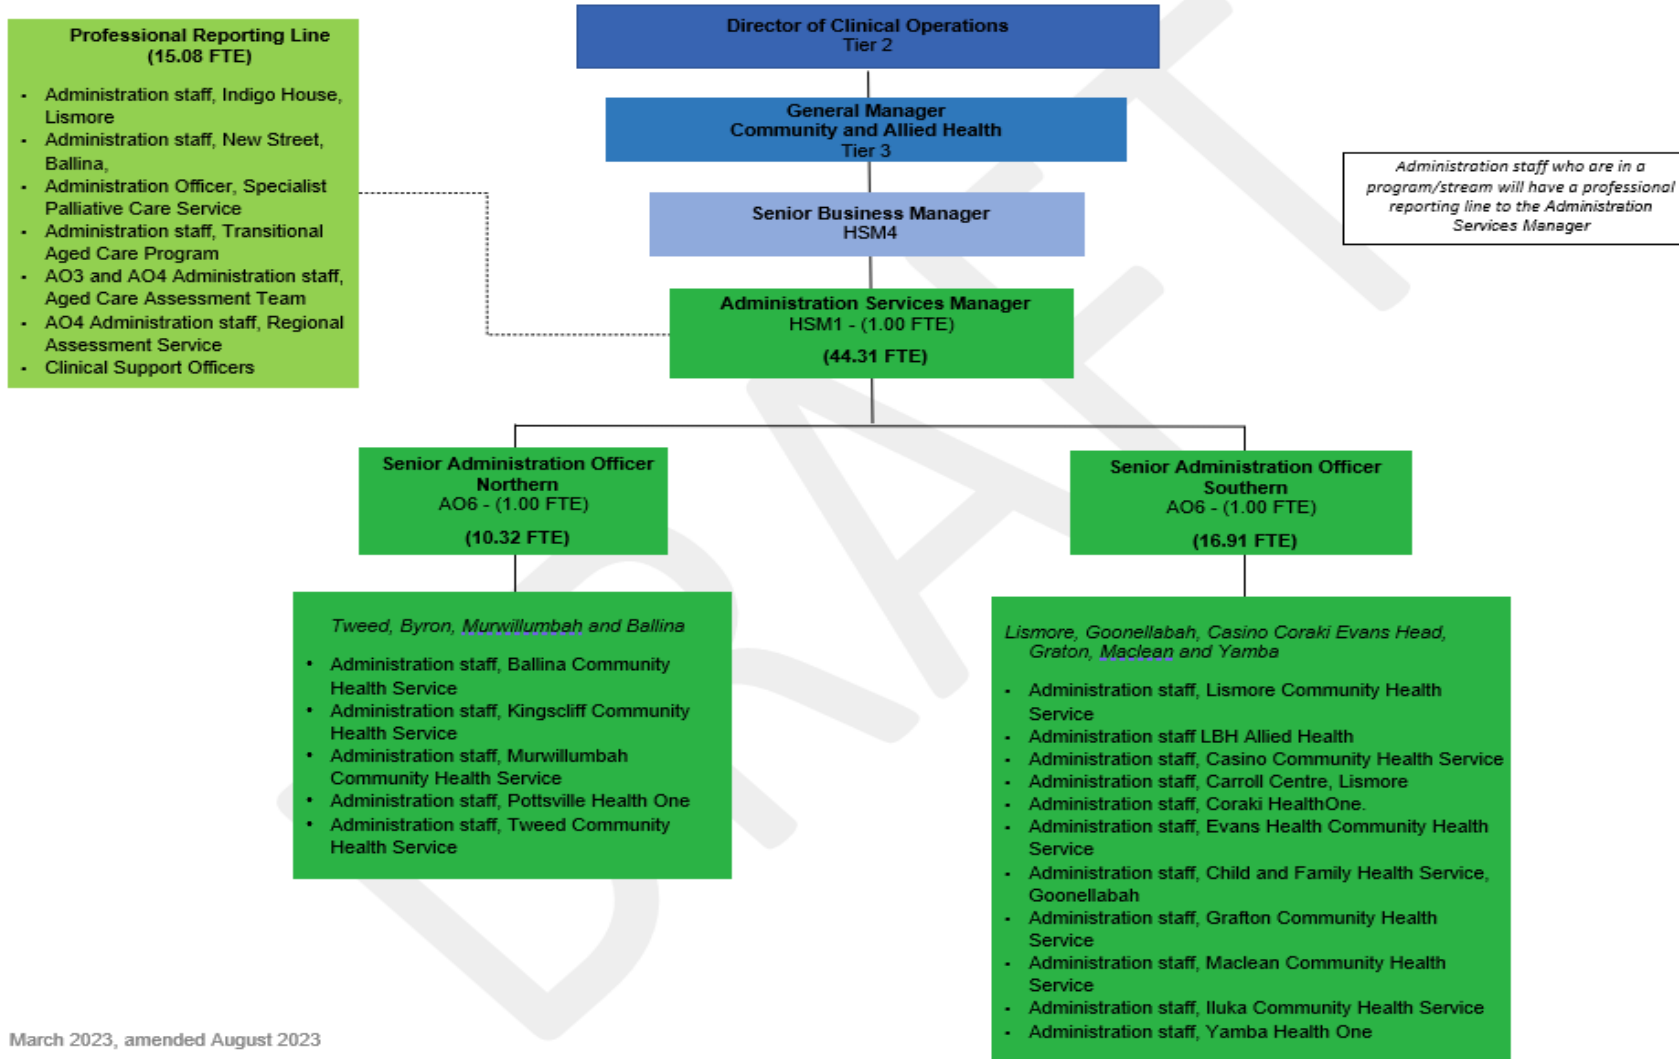 Professional Reporting Line
(15.08 FTE)
- Administration staff, Indigo House,
Lismore
- Administration staff, New Street,
Ballina,
- Administration Officer, Specialist
Palliative Care Service
- Administration staff, Transitional
Aged Care Program
- AO3 and AO4 Administration staff,
Aged Care Assessment Team
- AO4 Administration staff, Regional
Assessment Service
- Clinical Support Officers
Director of Clinical Operations
Tier 2
General Manager
Community and Allied Health
Tier 3
Senior Business Manager
HSM4
Administration staff who are in a
program/stream will have a professional
reporting line to the Administration
Services Manager
Administration Services Manager
HSM1 - (1.00 FTE)
(44.31 FTE)
Senior Administration Officer
Northern
AO6 - (1.00 FTE)
(10.32 FTE)
Senior Administration Officer
Southern
AO6 - (1.00 FTE)
(16.91 FTE)
Tweed, Byron, Murwillumbah and Ballina
• Administration staff, Ballina Community
Health Service
• Administration staff, Kingscliff Community
Health Service
• Administration staff, Murwillumbah
Community Health Service
• Administration staff, Pottsville Health One
• Administration staff, Tweed Community
Health Service
Lismore, Goonellabah, Casino Coraki Evans Head,
Graton, Maclean and Yamba
- Administration staff, Lismore Community Health
Service
- Administration staff LBH Allied Health
- Administration staff, Casino Community Health Service
- Administration staff, Carroll Centre, Lismore
- Administration staff, Coraki HealthOne.
- Administration staff, Evans Health Community Health
Service
- Administration staff, Child and Family Health Service,
Goonellabah
- Administration staff, Grafton Community Health
Service
- Administration staff, Maclean Community Health
Service
- Administration staff, Iluka Community Health Service
- Administration staff, Yamba Health One
March 2023, amended August 2023
DRAFT